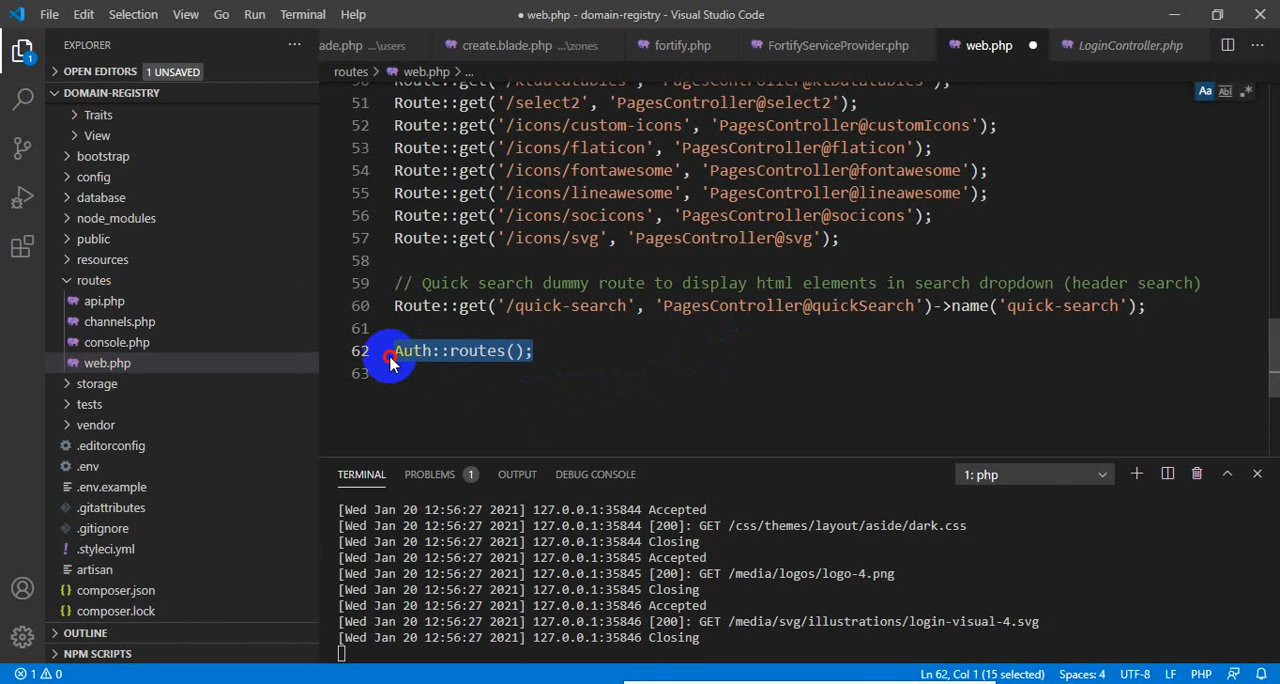 File Edit Selection View Go Run Terminal Help
● web.php - domain-registry - Visual Studio Code
EXPLORER
ade.php ...\users
create.blade.php ...\zones
fortify.php
FortifyServiceProvider.php
web.php
LoginController.php
OPEN EDITORS 1 UNSAVED
routes > web.php > ...
DOMAIN-REGISTRY
Traits
View
bootstrap
config
database
node_modules
public
resources
routes
api.php
channels.php
console.php
web.php
storage
tests
vendor
.editorconfig
.env
.env.example
.gitattributes
.gitignore
.styleci.yml
artisan
composer.json
composer.lock
OUTLINE
NPM SCRIPTS
50 Route::get('/ktdatatables', 'PagesController@ktDatatables');
51 Route::get('/select2', 'PagesController@select2');
52 Route::get('/icons/custom-icons', 'PagesController@customIcons');
53 Route::get('/icons/flaticon', 'PagesController@flaticon');
54 Route::get('/icons/fontawesome', 'PagesController@fontawesome');
55 Route::get('/icons/lineawesome', 'PagesController@lineawesome');
56 Route::get('/icons/socicons', 'PagesController@socicons');
57 Route::get('/icons/svg', 'PagesController@svg');
58
59 // Quick search dummy route to display html elements in search dropdown (header search)
60 Route::get('/quick-search', 'PagesController@quickSearch')->name('quick-search');
61
62 Auth::routes();
63
Aa Abl .*
TERMINAL PROBLEMS 1 OUTPUT DEBUG CONSOLE
1: php
[Wed Jan 20 12:56:27 2021] 127.0.0.1:35844 Accepted
[Wed Jan 20 12:56:27 2021] 127.0.0.1:35844 [200]: GET /css/themes/layout/aside/dark.css
[Wed Jan 20 12:56:27 2021] 127.0.0.1:35844 Closing
[Wed Jan 20 12:56:27 2021] 127.0.0.1:35845 Accepted
[Wed Jan 20 12:56:27 2021] 127.0.0.1:35845 [200]: GET /media/logos/logo-4.png
[Wed Jan 20 12:56:27 2021] 127.0.0.1:35845 Closing
[Wed Jan 20 12:56:27 2021] 127.0.0.1:35846 Accepted
[Wed Jan 20 12:56:27 2021] 127.0.0.1:35846 [200]: GET /media/svg/illustrations/login-visual-4.svg
[Wed Jan 20 12:56:27 2021] 127.0.0.1:35846 Closing
1 0
Ln 62, Col 1 (15 selected) Spaces: 4 UTF-8 LF PHP